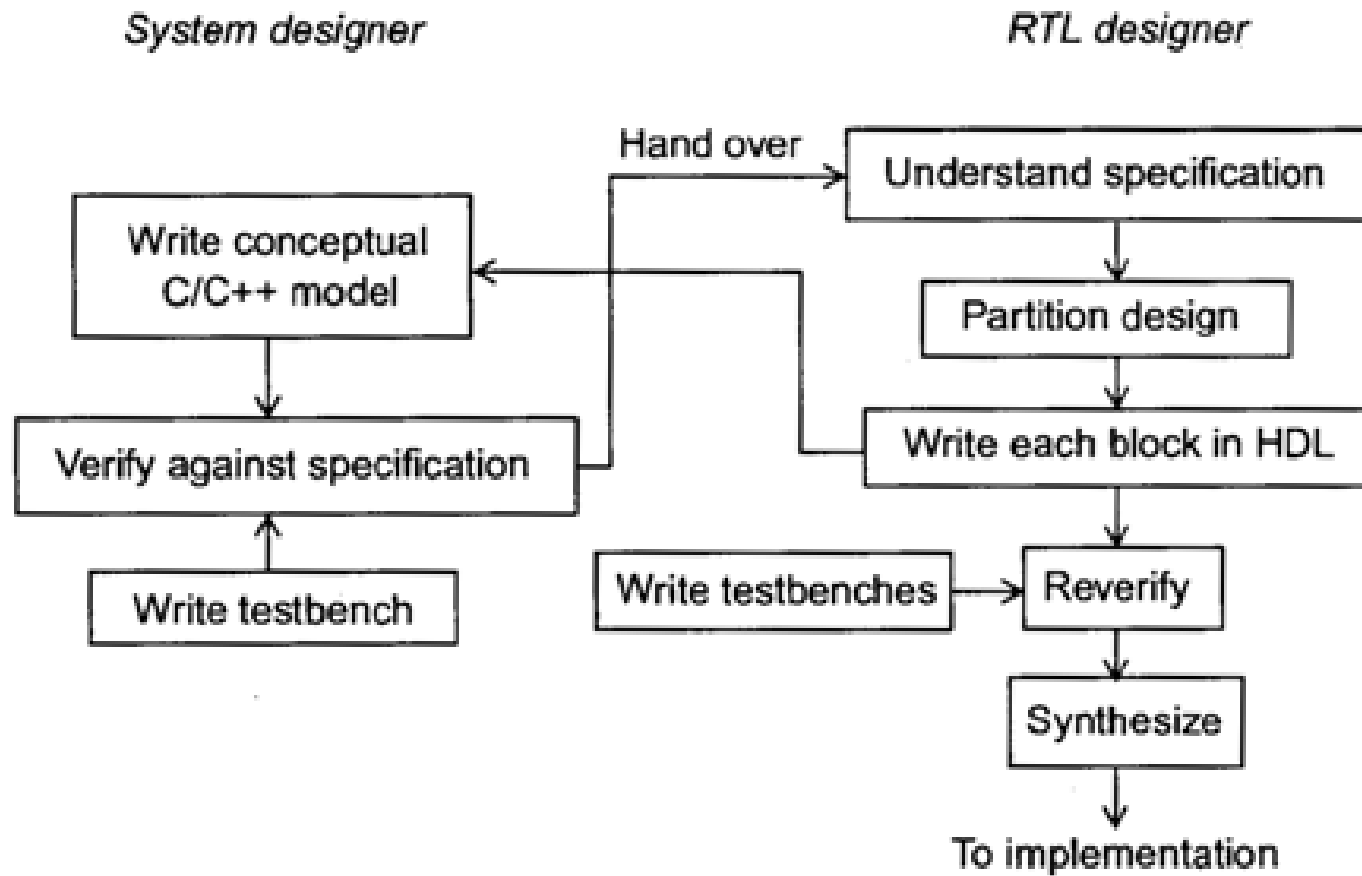 System designer
RTL designer
Hand over
Understand specification
Write conceptual
C/C++ model
Partition design
Verify against specification
Write each block in HDL
Write testbench
Write testbenches
Reverify
Synthesize
To implementation